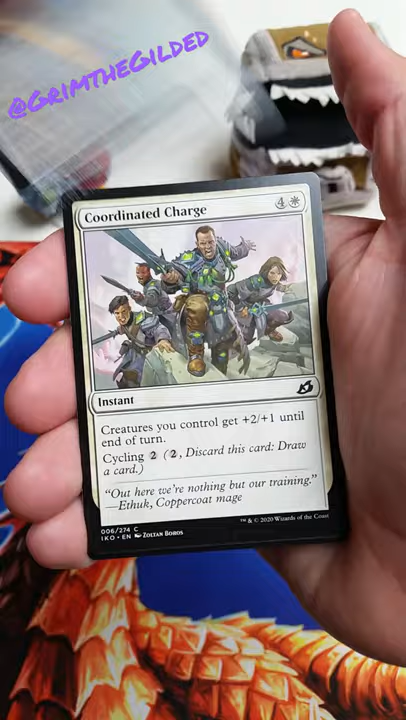 @GrimtheGilded
Coordinated Charge 4
Instant
Creatures you control get +2/+1 until
end of turn.
Cycling 2 (2, Discard this card: Draw
a card.)
“Out here we’re nothing but our training.”
—Ethuk, Coppercoat mage
006/274 C
IKO • EN Zoltan Boros
™ & © 2020 Wizards of the Coast